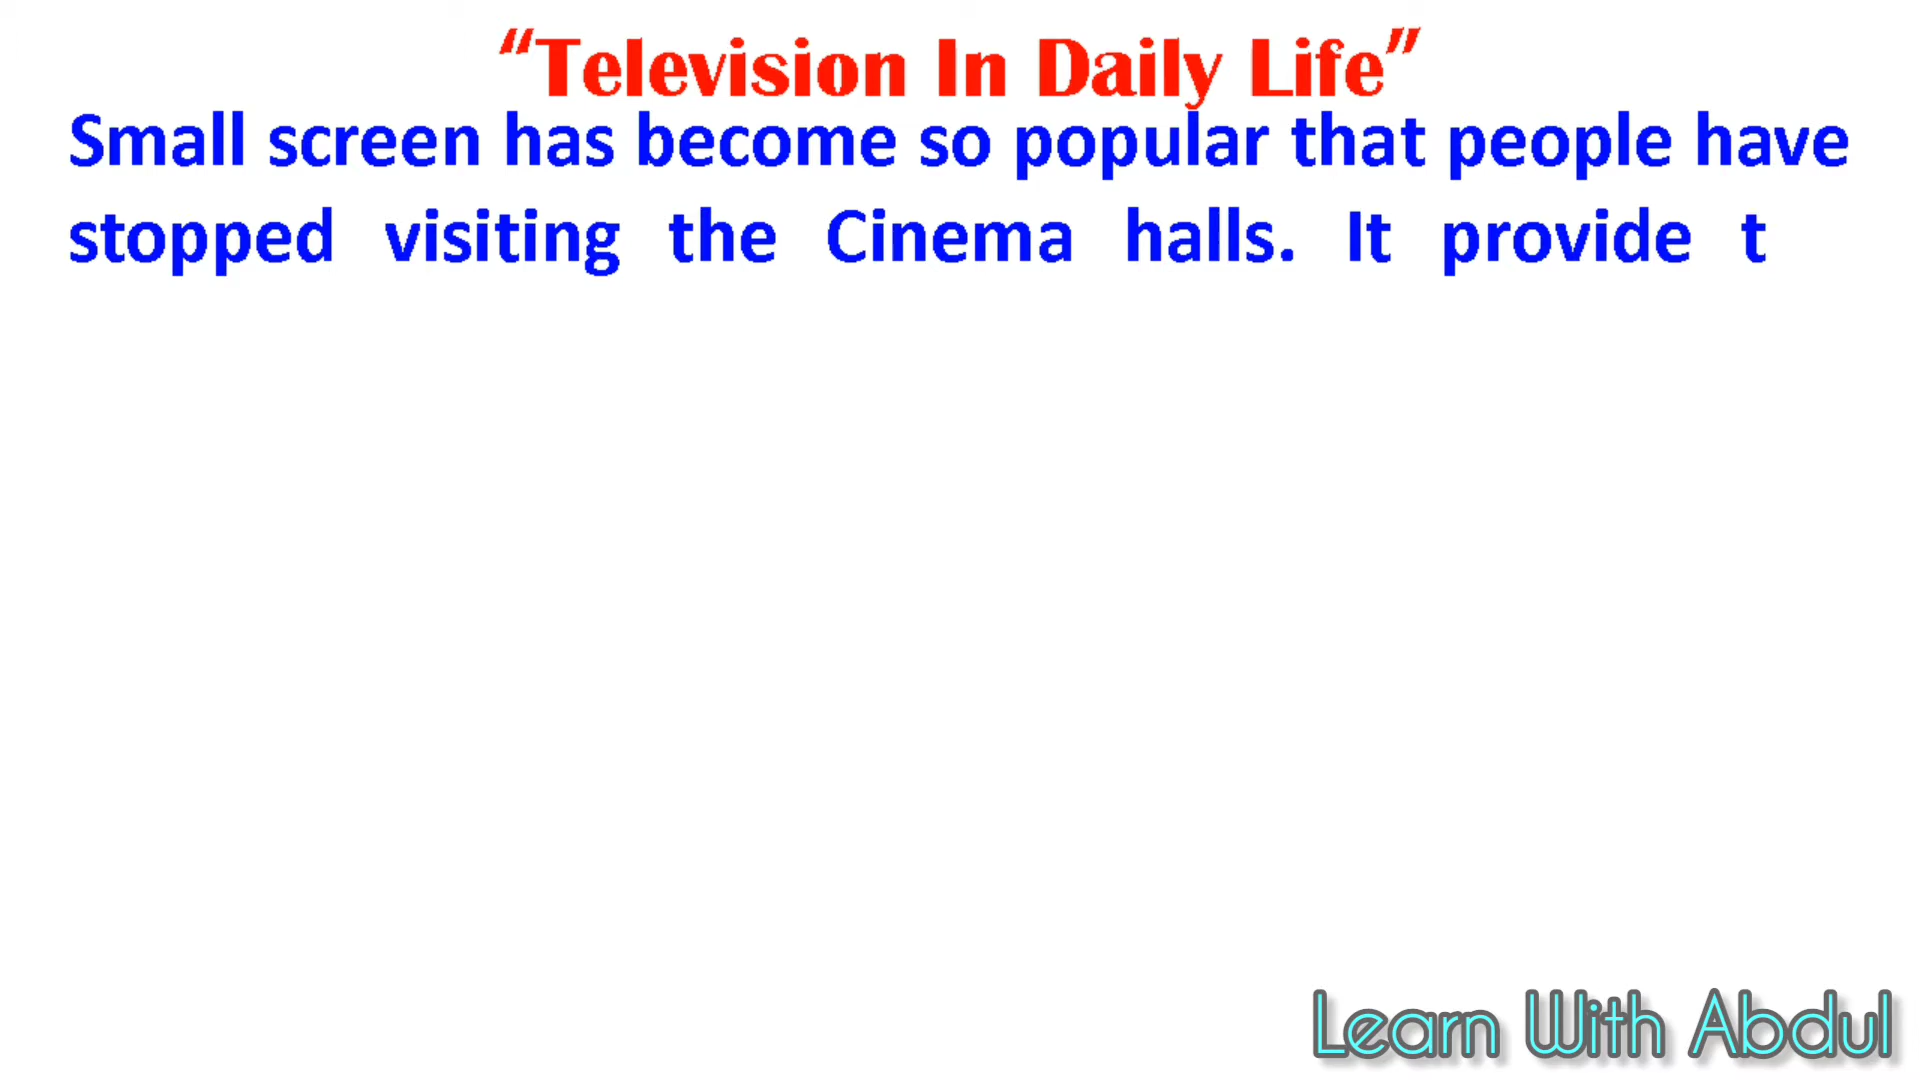 “Television In Daily Life”
Small screen has become so popular that people have
stopped visiting the Cinema halls. It provide t
Learn With Abdul